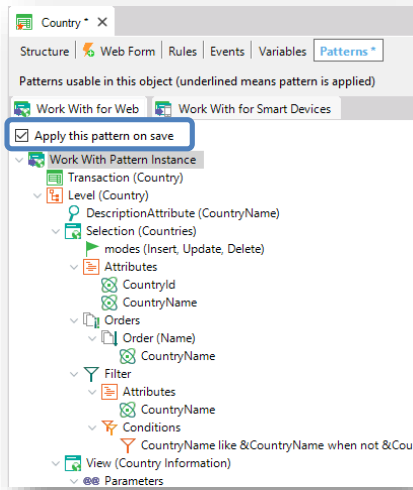 Country *
Structure Web Form Rules Events Variables Patterns *
Patterns usable in this object (underlined means pattern is applied)
Work With for Web Work With for Smart Devices
Apply this pattern on save
Work With Pattern Instance
Transaction (Country)
Level (Country)
DescriptionAttribute (CountryName)
Selection (Countries)
modes (Insert, Update, Delete)
Attributes
CountryId
CountryName
Orders
Order (Name)
CountryName
Filter
Attributes
CountryName
Conditions
CountryName like &CountryName when not &Cou
View (Country Information)
Parameters